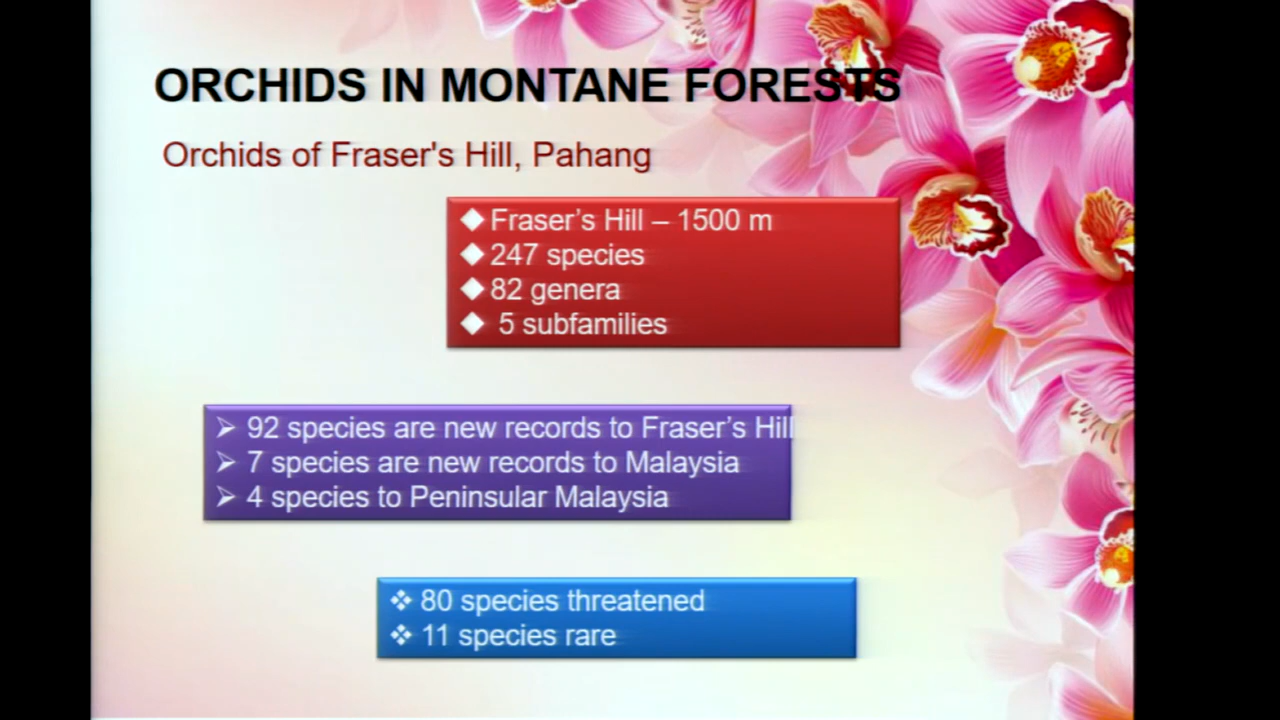 ORCHIDS IN MONTANE FORESTS
Orchids of Fraser's Hill, Pahang
◆ Fraser’s Hill – 1500 m
◆ 247 species
◆ 82 genera
◆ 5 subfamilies
➢ 92 species are new records to Fraser’s Hill
➢ 7 species are new records to Malaysia
➢ 4 species to Peninsular Malaysia
❖ 80 species threatened
❖ 11 species rare